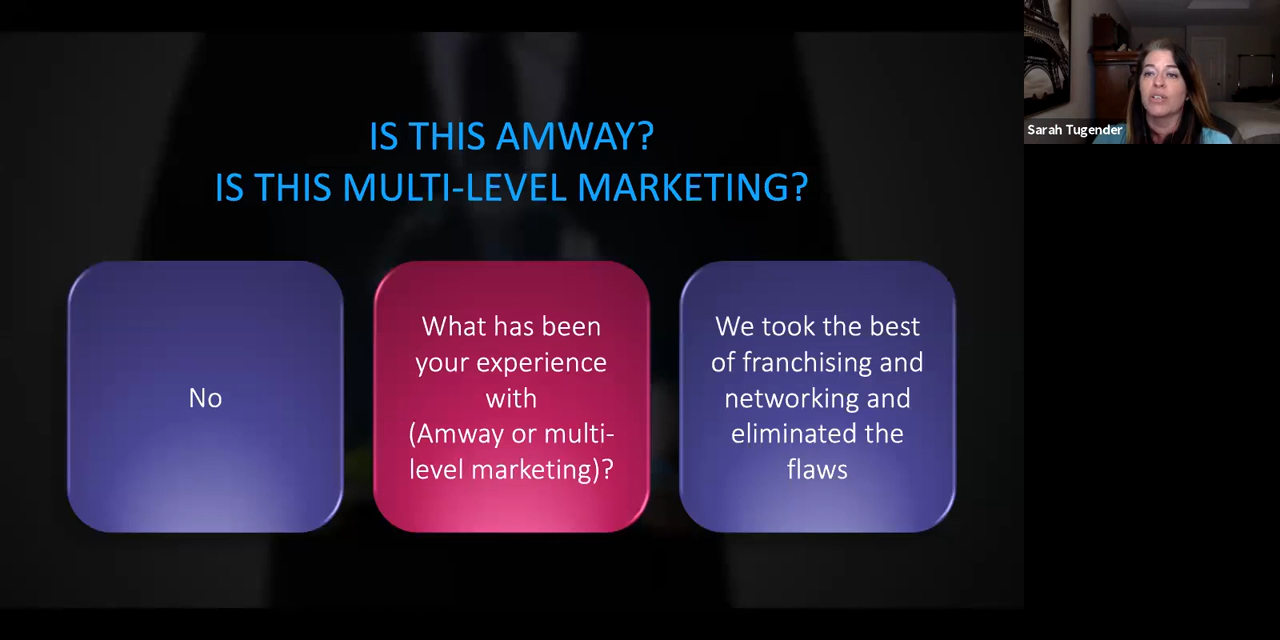 IS THIS AMWAY?
IS THIS MULTI-LEVEL MARKETING?
No
What has been
your experience
with
(Amway or multi-
level marketing)?
We took the best
of franchising and
networking and
eliminated the
flaws
Sarah Tugender